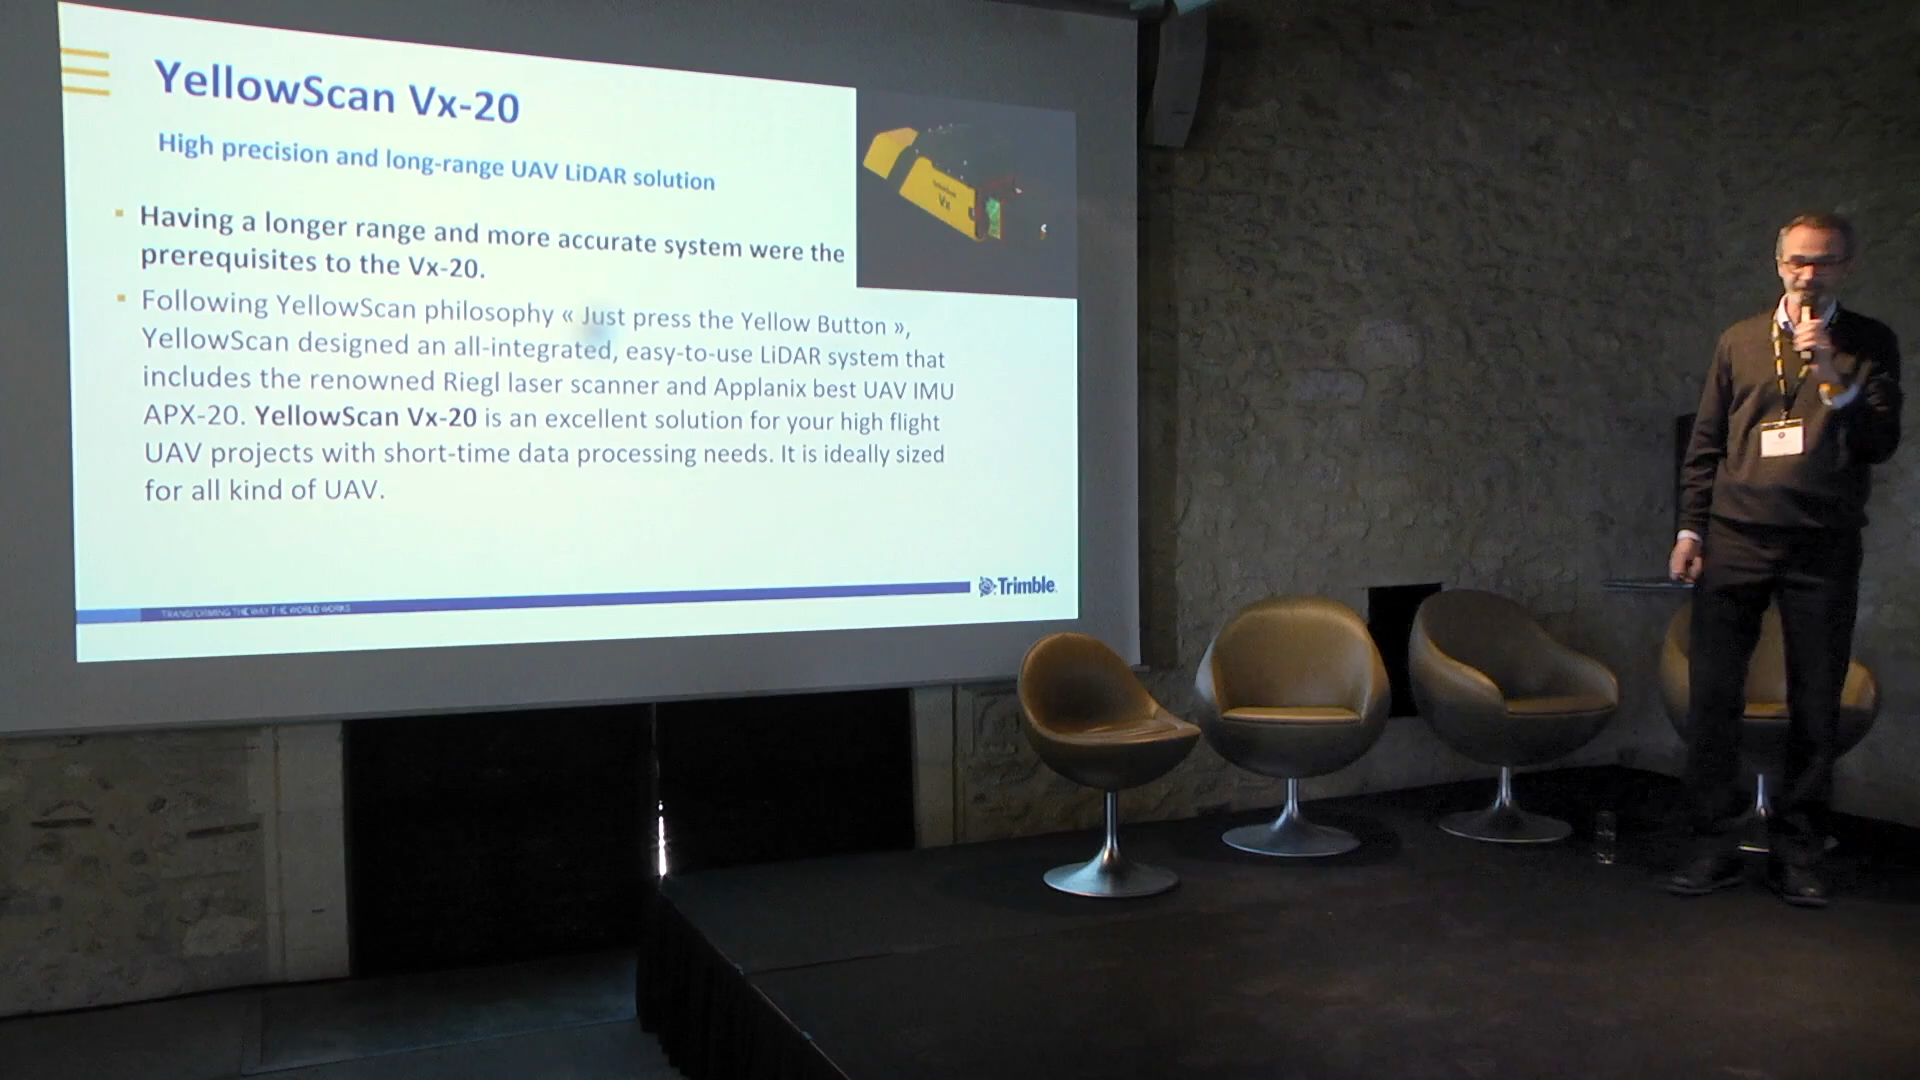 YellowScan Vx-20
High precision and long-range UAV LiDAR solution
Having a longer range and more accurate system were the
prerequisites to the Vx-20.
Following YellowScan philosophy « Just press the Yellow Button »,
YellowScan designed an all-integrated, easy-to-use LiDAR system that
includes the renowned Riegl laser scanner and Applanix best UAV IMU
APX-20. YellowScan Vx-20 is an excellent solution for your high flight
UAV projects with short-time data processing needs. It is ideally sized
for all kind of UAV.
Vx
TRANSFORMING THE WAY THE WORLD WORKS
Trimble